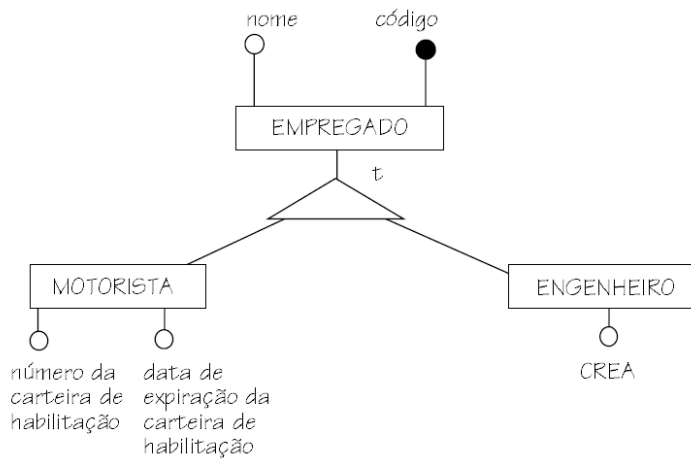 nome
código
EMPREGADO
t
MOTORISTA
ENGENHEIRO
número da
carteira de
habilitação
data de
expiração da
carteira de
habilitação
CREA